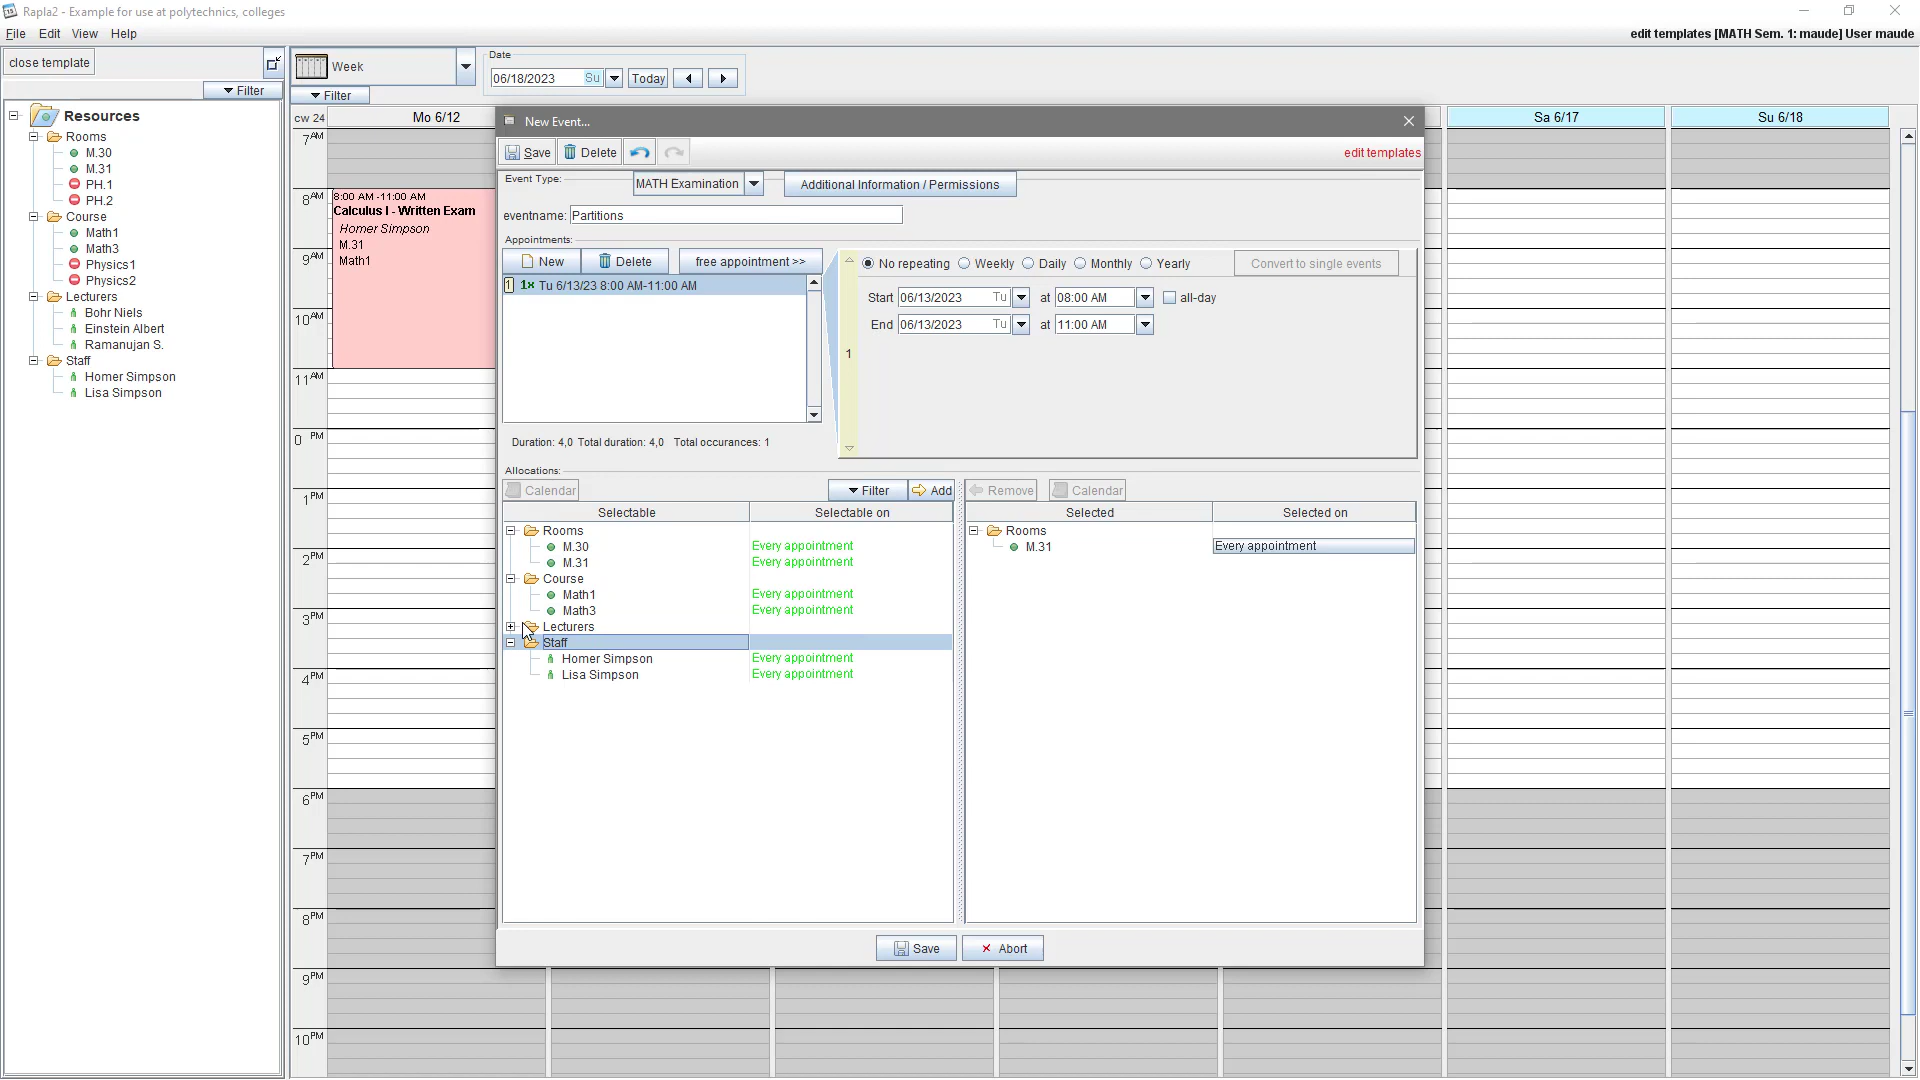 Rapla2 - Example for use at polytechnics, colleges
File Edit View Help
edit templates [MATH Sem. 1: maude] User maude
close template
Filter
Resources
Rooms
M.30
M.31
PH.1
PH.2
Course
Math1
Math3
Physics1
Physics2
Lecturers
Bohr Niels
Einstein Albert
Ramanujan S.
Staff
Homer Simpson
Lisa Simpson
Week
Date
06/18/2023 Su Today
Filter
cw 24 Mo 6/12 Sa 6/17 Su 6/18
7AM
8AM
9AM
10AM
11AM
0 PM
1PM
2PM
3PM
4PM
5PM
6PM
7PM
8PM
9PM
10PM
8:00 AM -11:00 AM
Calculus I - Written Exam
Homer Simpson
M.31
Math1
New Event...
Save Delete edit templates
Event Type: MATH Examination Additional Information / Permissions
eventname: Partitions
Appointments:
New Delete free appointment >>
1 1x Tu 6/13/23 8:00 AM-11:00 AM
Duration: 4,0 Total duration: 4,0 Total occurances: 1
1
No repeating Weekly Daily Monthly Yearly Convert to single events
Start 06/13/2023 Tu at 08:00 AM all-day
End 06/13/2023 Tu at 11:00 AM
Allocations:
Calendar Filter Add Remove Calendar
Selectable Selectable on Selected Selected on
Rooms
M.30 Every appointment
M.31 Every appointment
Course
Math1 Every appointment
Math3 Every appointment
Lecturers
Staff
Homer Simpson Every appointment
Lisa Simpson Every appointment
Rooms
M.31 Every appointment
Save Abort